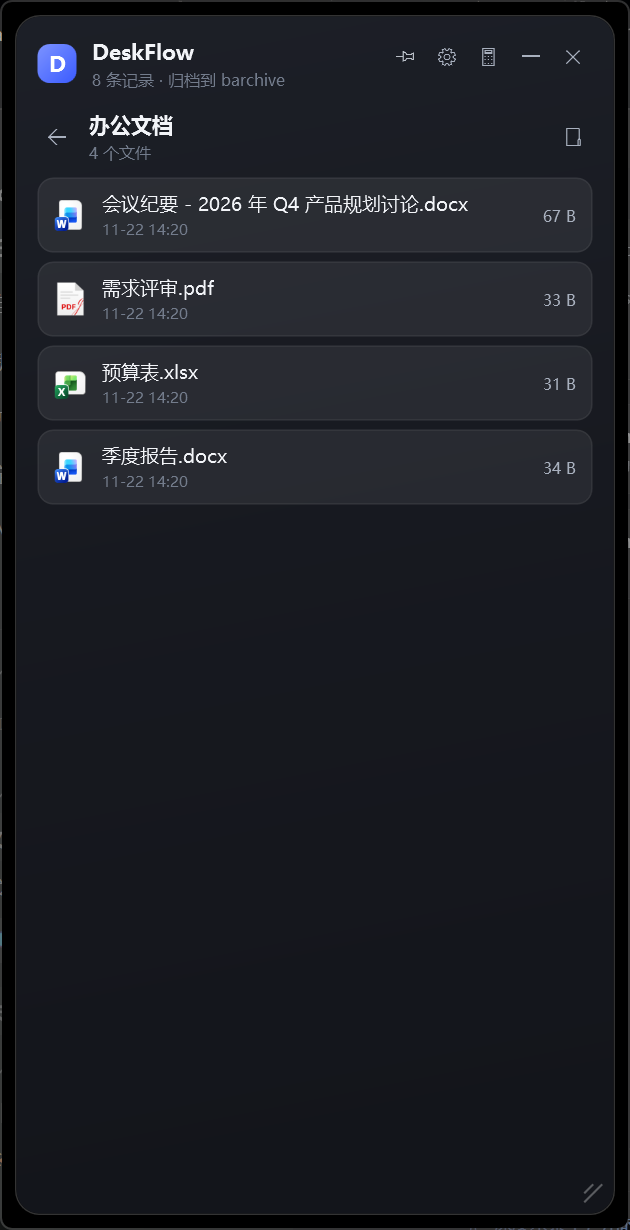 D
DeskFlow
8 条记录 · 归档到 barchive
办公文档
4 个文件
会议纪要 - 2026 年 Q4 产品规划讨论.docx
11-22 14:20
67 B
W
需求评审.pdf
11-22 14:20
33 B
PDF
预算表.xlsx
11-22 14:20
31 B
X
季度报告.docx
11-22 14:20
34 B
W